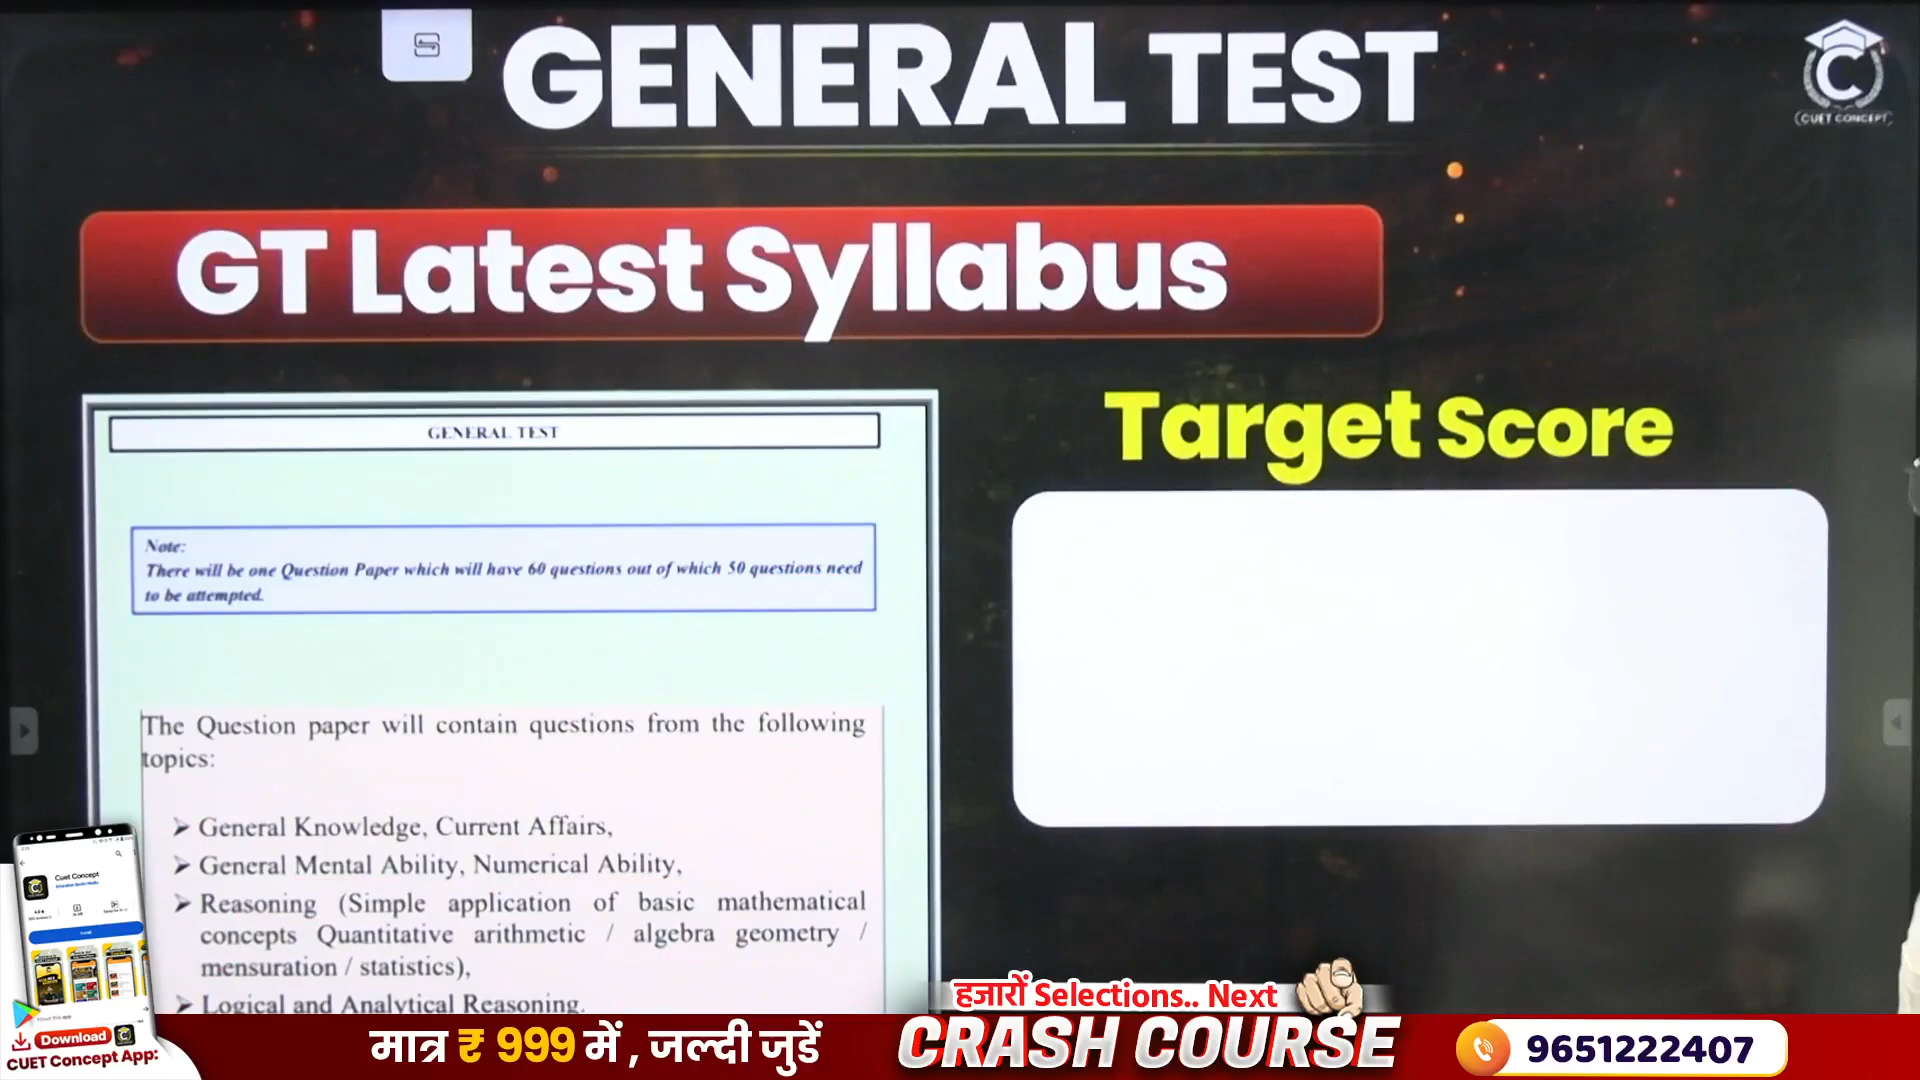 GENERAL TEST
CUET CONCEPT
GT Latest Syllabus
GENERAL TEST
Note:
There will be one Question Paper which will have 60 questions out of which 50 questions need
to be attempted.
The Question paper will contain questions from the following
topics:
➢ General Knowledge, Current Affairs,
➢ General Mental Ability, Numerical Ability,
➢ Reasoning (Simple application of basic mathematical
concepts Quantitative arithmetic / algebra geometry /
mensuration / statistics),
➢ Logical and Analytical Reasoning.
Target Score
Cuet Concept
Download
CUET Concept App:
मात्र ₹ 999 में , जल्दी जुडें
हजारों Selections.. Next
CRASH COURSE
9651222407